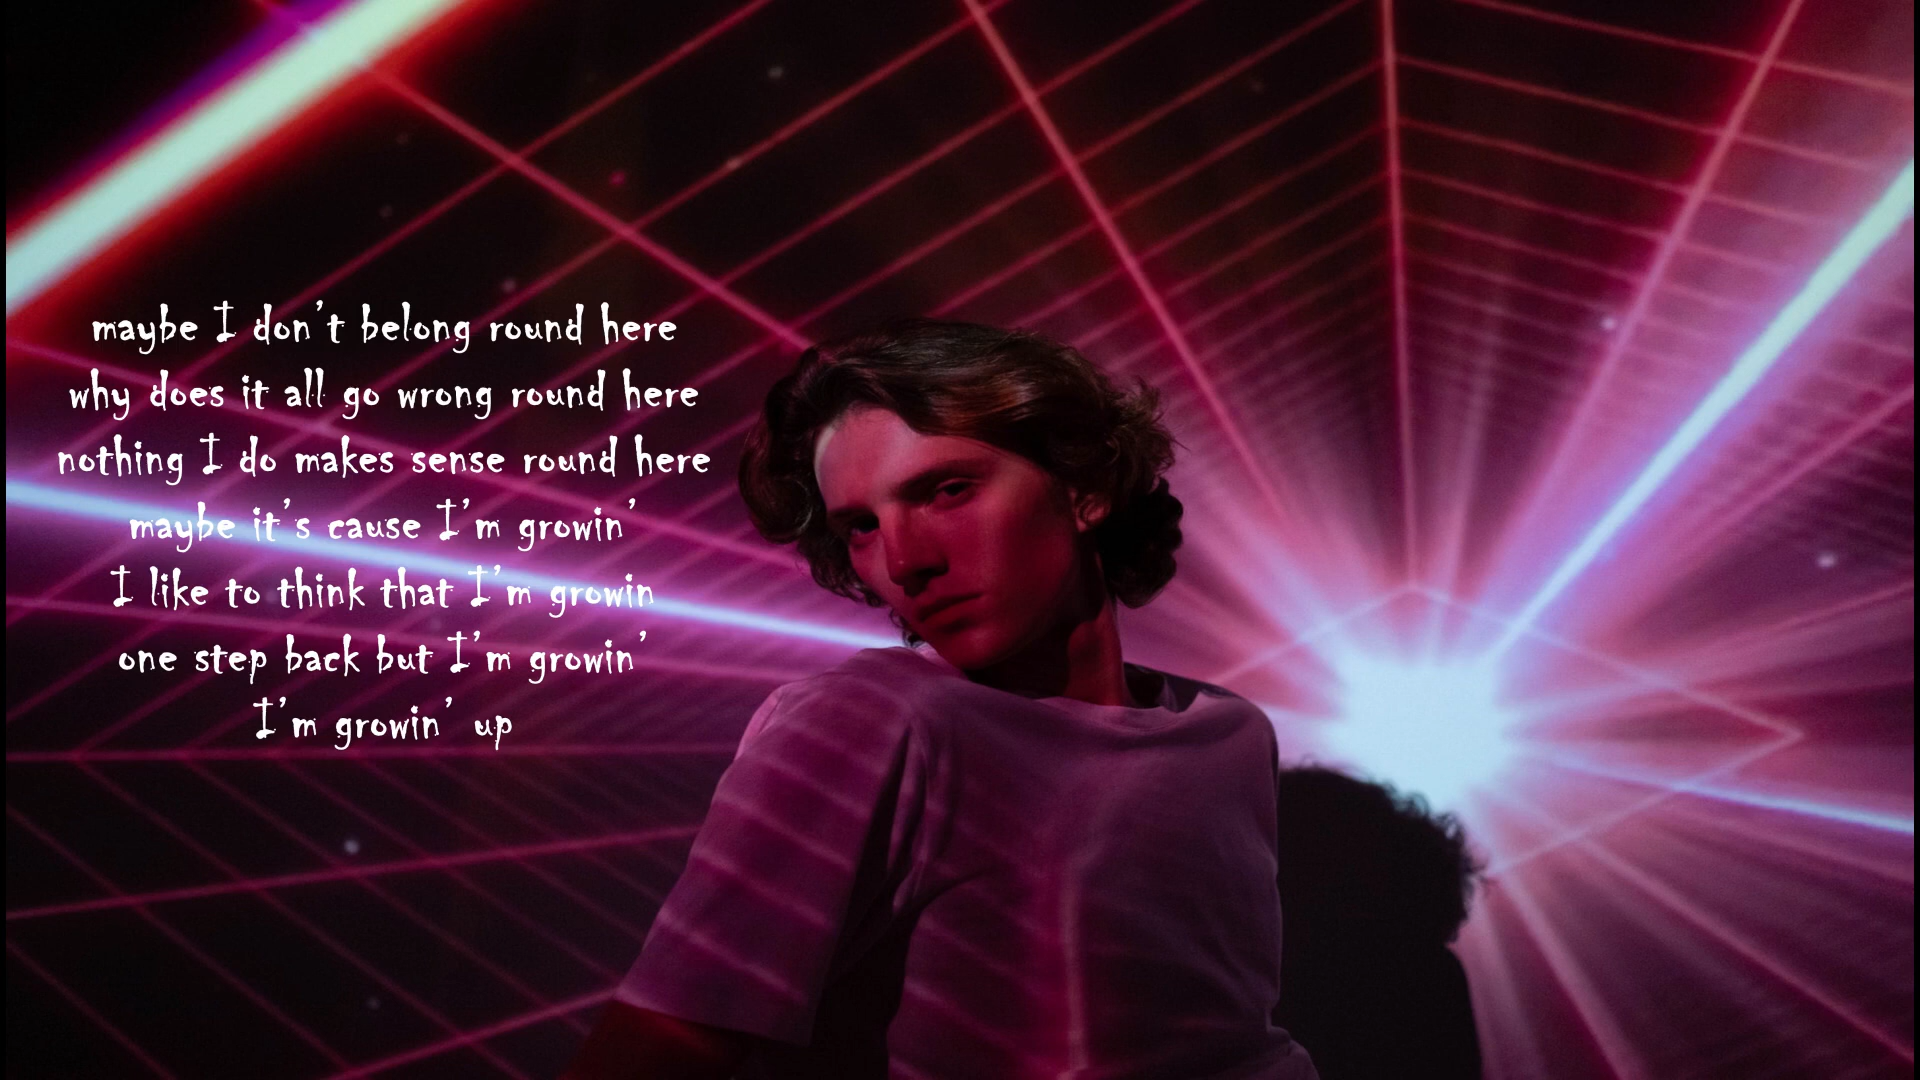 maybe I don't belong round here
why does it all go wrong round here
nothing I do makes sense round here
maybe it's cause I'm growin'
I like to think that I'm growin
one step back but I'm growin'
I'm growin' up